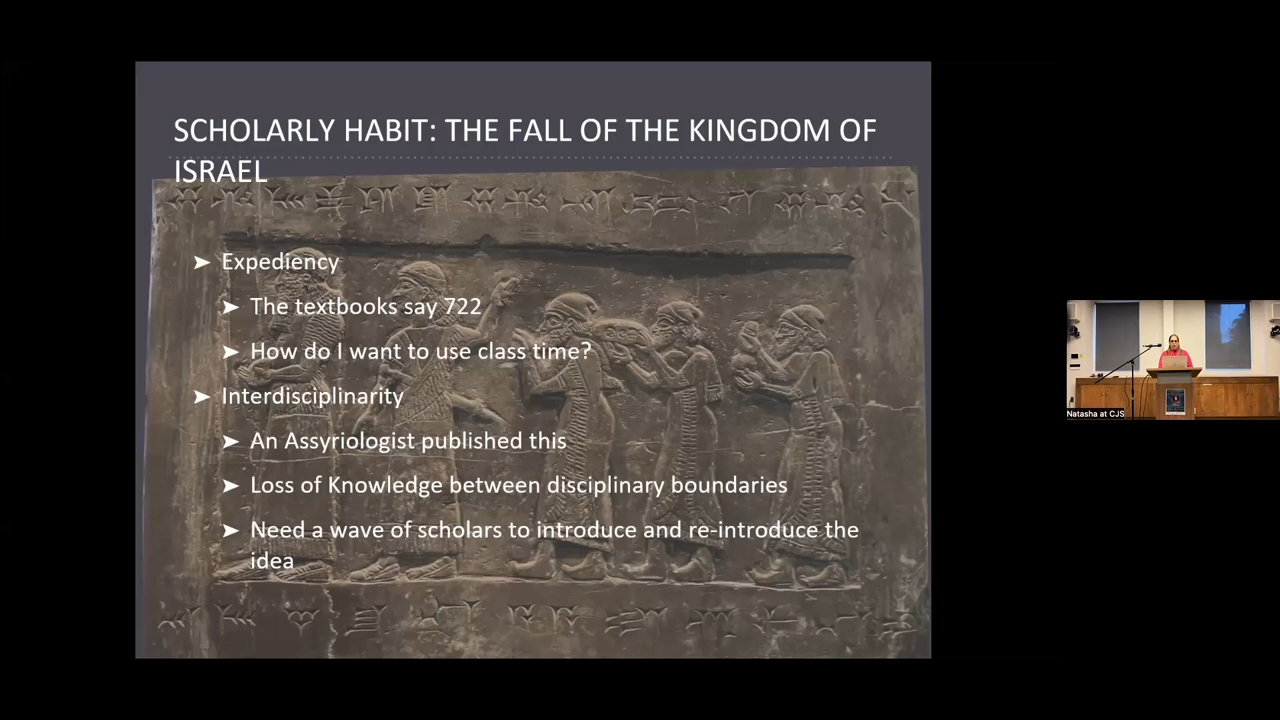 SCHOLARLY HABIT: THE FALL OF THE KINGDOM OF
ISRAEL
➤ Expediency
➤ The textbooks say 722
➤ How do I want to use class time?
➤ Interdisciplinarity
➤ An Assyriologist published this
➤ Loss of Knowledge between disciplinary boundaries
➤ Need a wave of scholars to introduce and re-introduce the
idea
Natasha at CJS